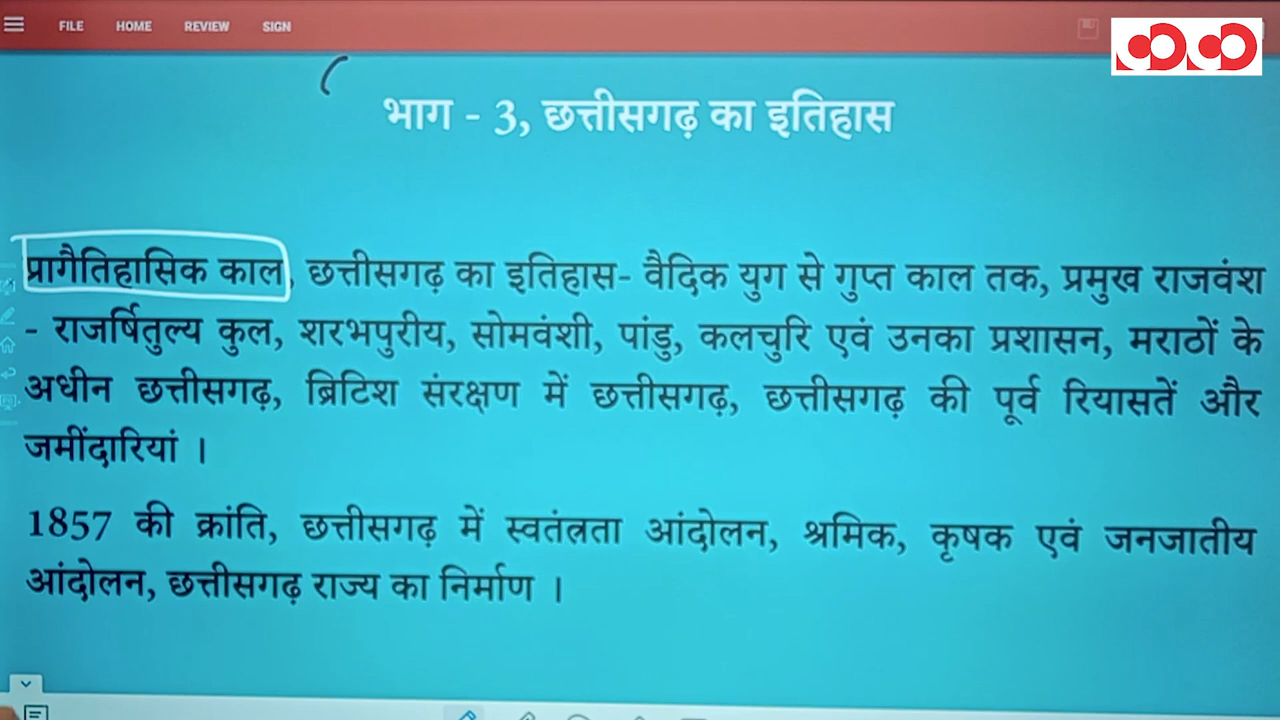 FILE HOME REVIEW SIGN
भाग - 3, छत्तीसगढ़ का इतिहास
प्रागैतिहासिक काल, छत्तीसगढ़ का इतिहास- वैदिक युग से गुप्त काल तक, प्रमुख राजवंश
- राजर्षितुल्य कुल, शरभपुरीय, सोमवंशी, पांडु, कलचुरि एवं उनका प्रशासन, मराठों के
अधीन छत्तीसगढ़, ब्रिटिश संरक्षण में छत्तीसगढ़, छत्तीसगढ़ की पूर्व रियासतें और
जमींदारियां ।
1857 की क्रांति, छत्तीसगढ़ में स्वतंत्रता आंदोलन, श्रमिक, कृषक एवं जनजातीय
आंदोलन, छत्तीसगढ़ राज्य का निर्माण ।